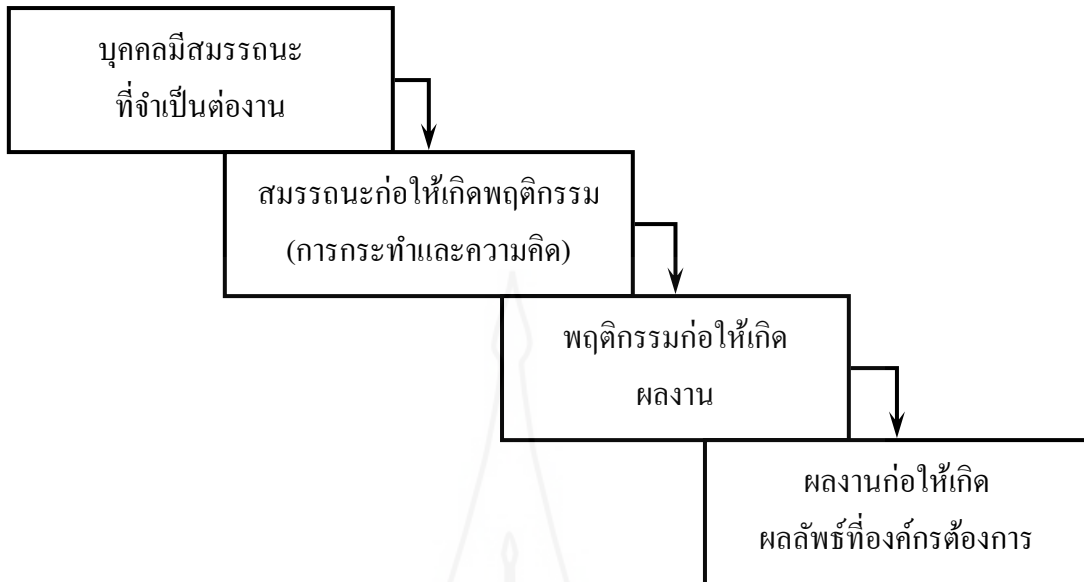 บุคคลมีสมรรถนะ
ที่จำเป็นต่องาน
สมรรถนะก่อให้เกิดพฤติกรรม
(การกระทำและความคิด)
พฤติกรรมก่อให้เกิด
ผลงาน
ผลงานก่อให้เกิด
ผลลัพธ์ที่องค์กรต้องการ